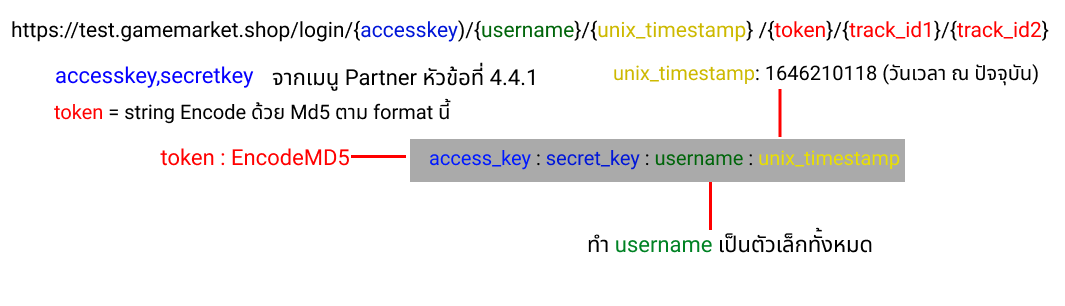 https://test.gamemarket.shop/login/{accesskey)/{username}/{unix_timestamp} /{token}/{track_id1}/{track_id2}
accesskey,secretkey จากเมนู Partner หัวข้อที่ 4.4.1
unix_timestamp: 1646210118 (วันเวลา ณ ปัจจุบัน)
token = string Encode ด้วย Md5 ตาม format นี้
token : EncodeMD5
access_key : secret_key : username : unix_timestamp
ทำ username เป็นตัวเล็กทั้งหมด